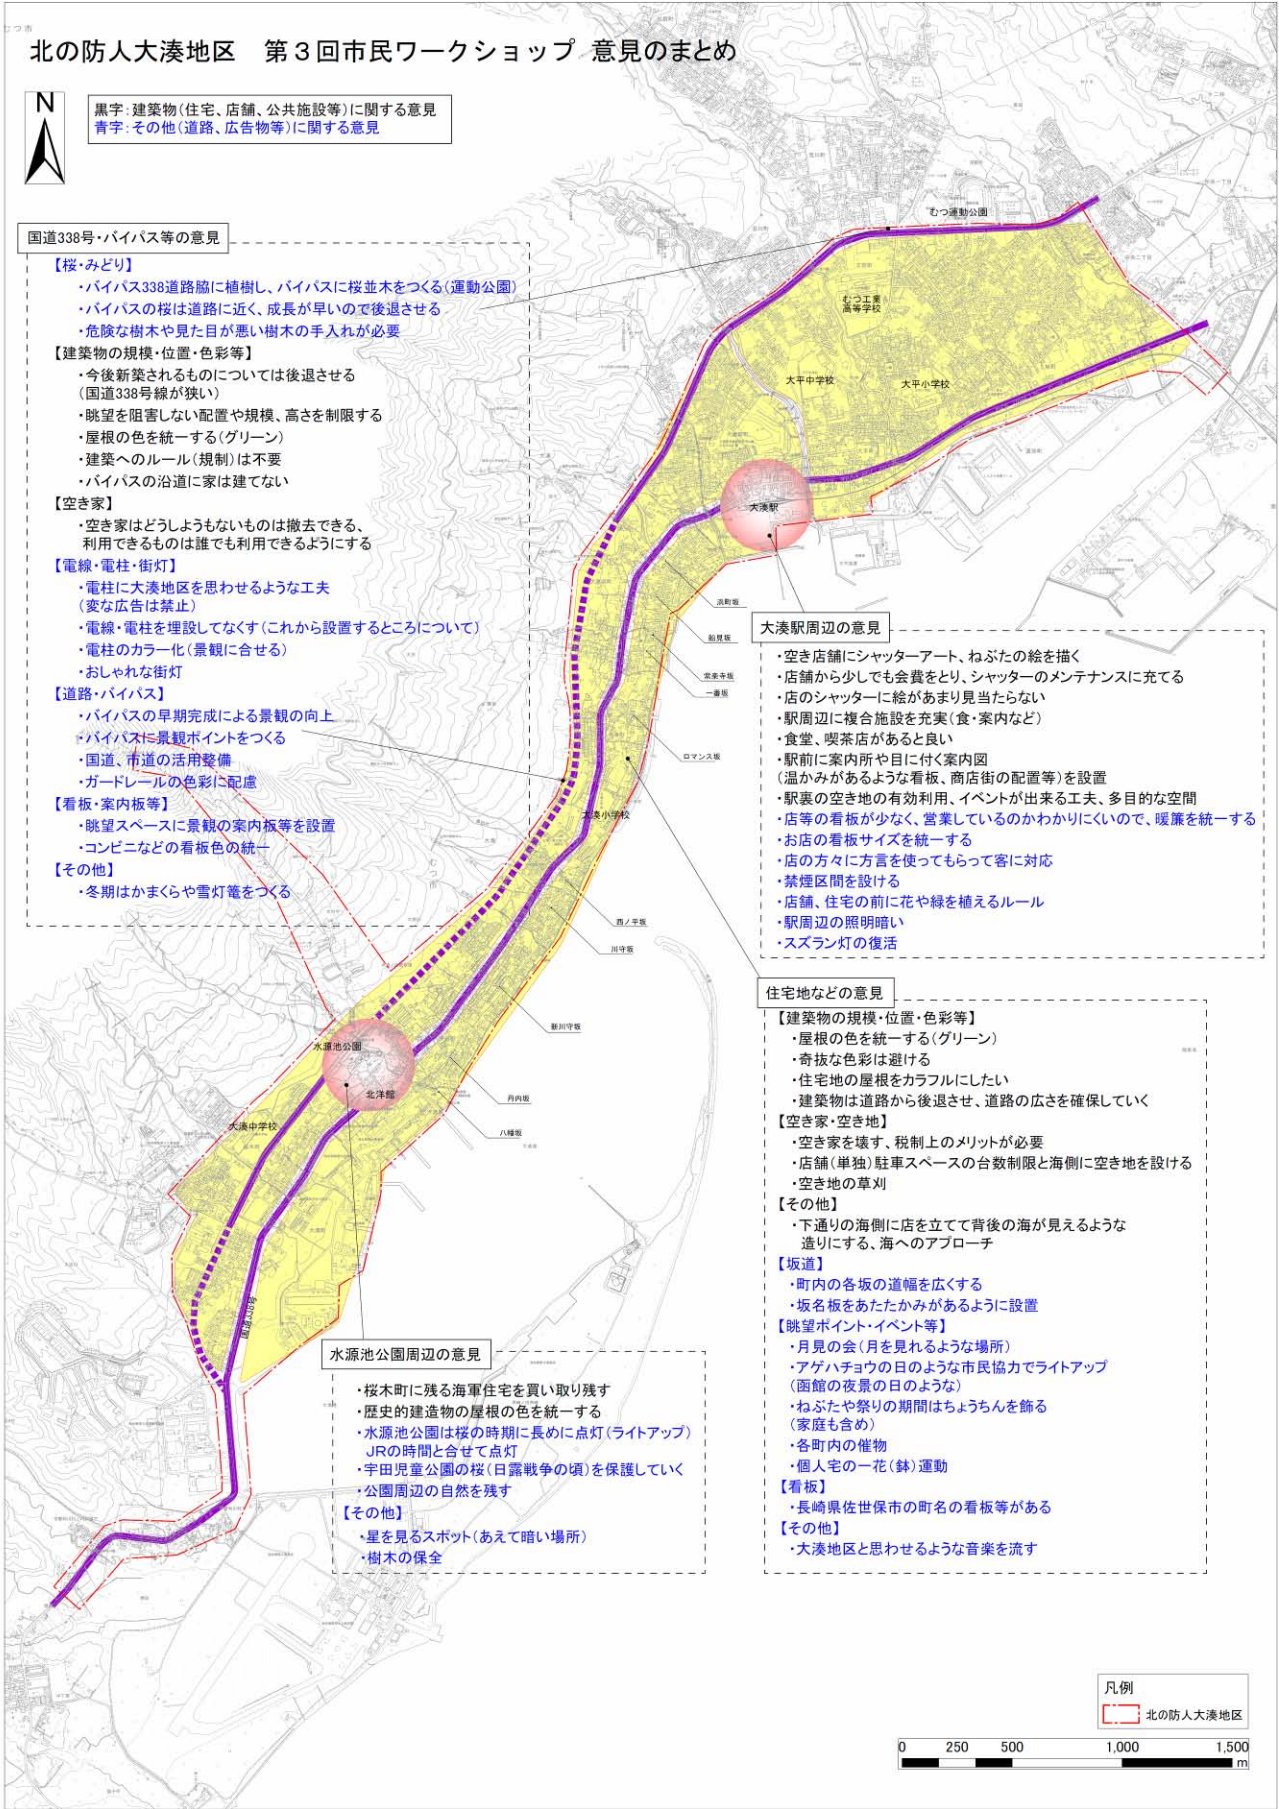 むつ市
北の防人大湊地区　第３回市民ワークショップ 意見のまとめ
N
黒字：建築物（住宅、店舗、公共施設等）に関する意見
青字：その他（道路、広告物等）に関する意見
国道338号・バイパス等の意見
【桜・みどり】
・バイパス338道路脇に植樹し、バイパスに桜並木をつくる（運動公園）
・バイパスの桜は道路に近く、成長が早いので後退させる
・危険な樹木や見た目が悪い樹木の手入れが必要
【建築物の規模・位置・色彩等】
・今後新築されるものについては後退させる
（国道338号線が狭い）
・眺望を阻害しない配置や規模、高さを制限する
・屋根の色を統一する（グリーン）
・建築へのルール（規制）は不要
・バイパスの沿道に家は建てない
【空き家】
・空き家はどうしようもないものは撤去できる、
利用できるものは誰でも利用できるようにする
【電線・電柱・街灯】
・電柱に大湊地区を思わせるような工夫
（変な広告は禁止）
・電線・電柱を埋設してなくす（これから設置するところについて）
・電柱のカラー化（景観に合せる）
・おしゃれな街灯
【道路・バイパス】
・バイパスの早期完成による景観の向上
・バイパスに景観ポイントをつくる
・国道、市道の活用整備
・ガードレールの色彩に配慮
【看板・案内板等】
・眺望スペースに景観の案内板等を設置
・コンビニなどの看板色の統一
【その他】
・冬期はかまくらや雪灯篭をつくる
むつ運動公園
むつ工業
高等学校
大平中学校
大平小学校
大湊駅
浜町坂
船見坂
常楽寺坂
一番坂
ロマンス坂
大湊小学校
西ノ平坂
川守坂
新川守坂
丹内坂
八幡坂
水源池公園
北洋館
大湊中学校
国道338号
むつ市
大湊駅周辺の意見
・空き店舗にシャッターアート、ねぶたの絵を描く
・店舗から少しでも会費をとり、シャッターのメンテナンスに充てる
・店のシャッターに絵があまり見当たらない
・駅周辺に複合施設を充実（食・案内など）
・食堂、喫茶店があると良い
・駅前に案内所や目に付く案内図
（温かみがあるような看板、商店街の配置等）を設置
・駅裏の空き地の有効利用、イベントが出来る工夫、多目的な空間
・店等の看板が少なく、営業しているのかわかりにくいので、暖簾を統一する
・お店の看板サイズを統一する
・店の方々に方言を使ってもらって客に対応
・禁煙区間を設ける
・店舗、住宅の前に花や緑を植えるルール
・駅周辺の照明暗い
・スズラン灯の復活
住宅地などの意見
【建築物の規模・位置・色彩等】
・屋根の色を統一する（グリーン）
・奇抜な色彩は避ける
・住宅地の屋根をカラフルにしたい
・建築物は道路から後退させ、道路の広さを確保していく
【空き家・空き地】
・空き家を壊す、税制上のメリットが必要
・店舗（単独）駐車スペースの台数制限と海側に空き地を設ける
・空き地の草刈
【その他】
・下通りの海側に店を立てて背後の海が見えるような
造りにする、海へのアプローチ
【坂道】
・町内の各坂の道幅を広くする
・坂名板をあたたかみがあるように設置
【眺望ポイント・イベント等】
・月見の会（月を見れるような場所）
・アゲハチョウの日のような市民協力でライトアップ
（函館の夜景の日のような）
・ねぶたや祭りの期間はちょうちんを飾る
（家庭も含め）
・各町内の催物
・個人宅の一花（鉢）運動
【看板】
・長崎県佐世保市の町名の看板等がある
【その他】
・大湊地区と思わせるような音楽を流す
水源池公園周辺の意見
・桜木町に残る海軍住宅を買い取り残す
・歴史的建造物の屋根の色を統一する
・水源池公園は桜の時期に長めに点灯（ライトアップ）
JRの時間と合せて点灯
・宇田児童公園の桜（日露戦争の頃）を保護していく
・公園周辺の自然を残す
【その他】
・星を見るスポット（あえて暗い場所）
・樹木の保全
凡例
北の防人大湊地区
0 250 500 1,000 1,500
m